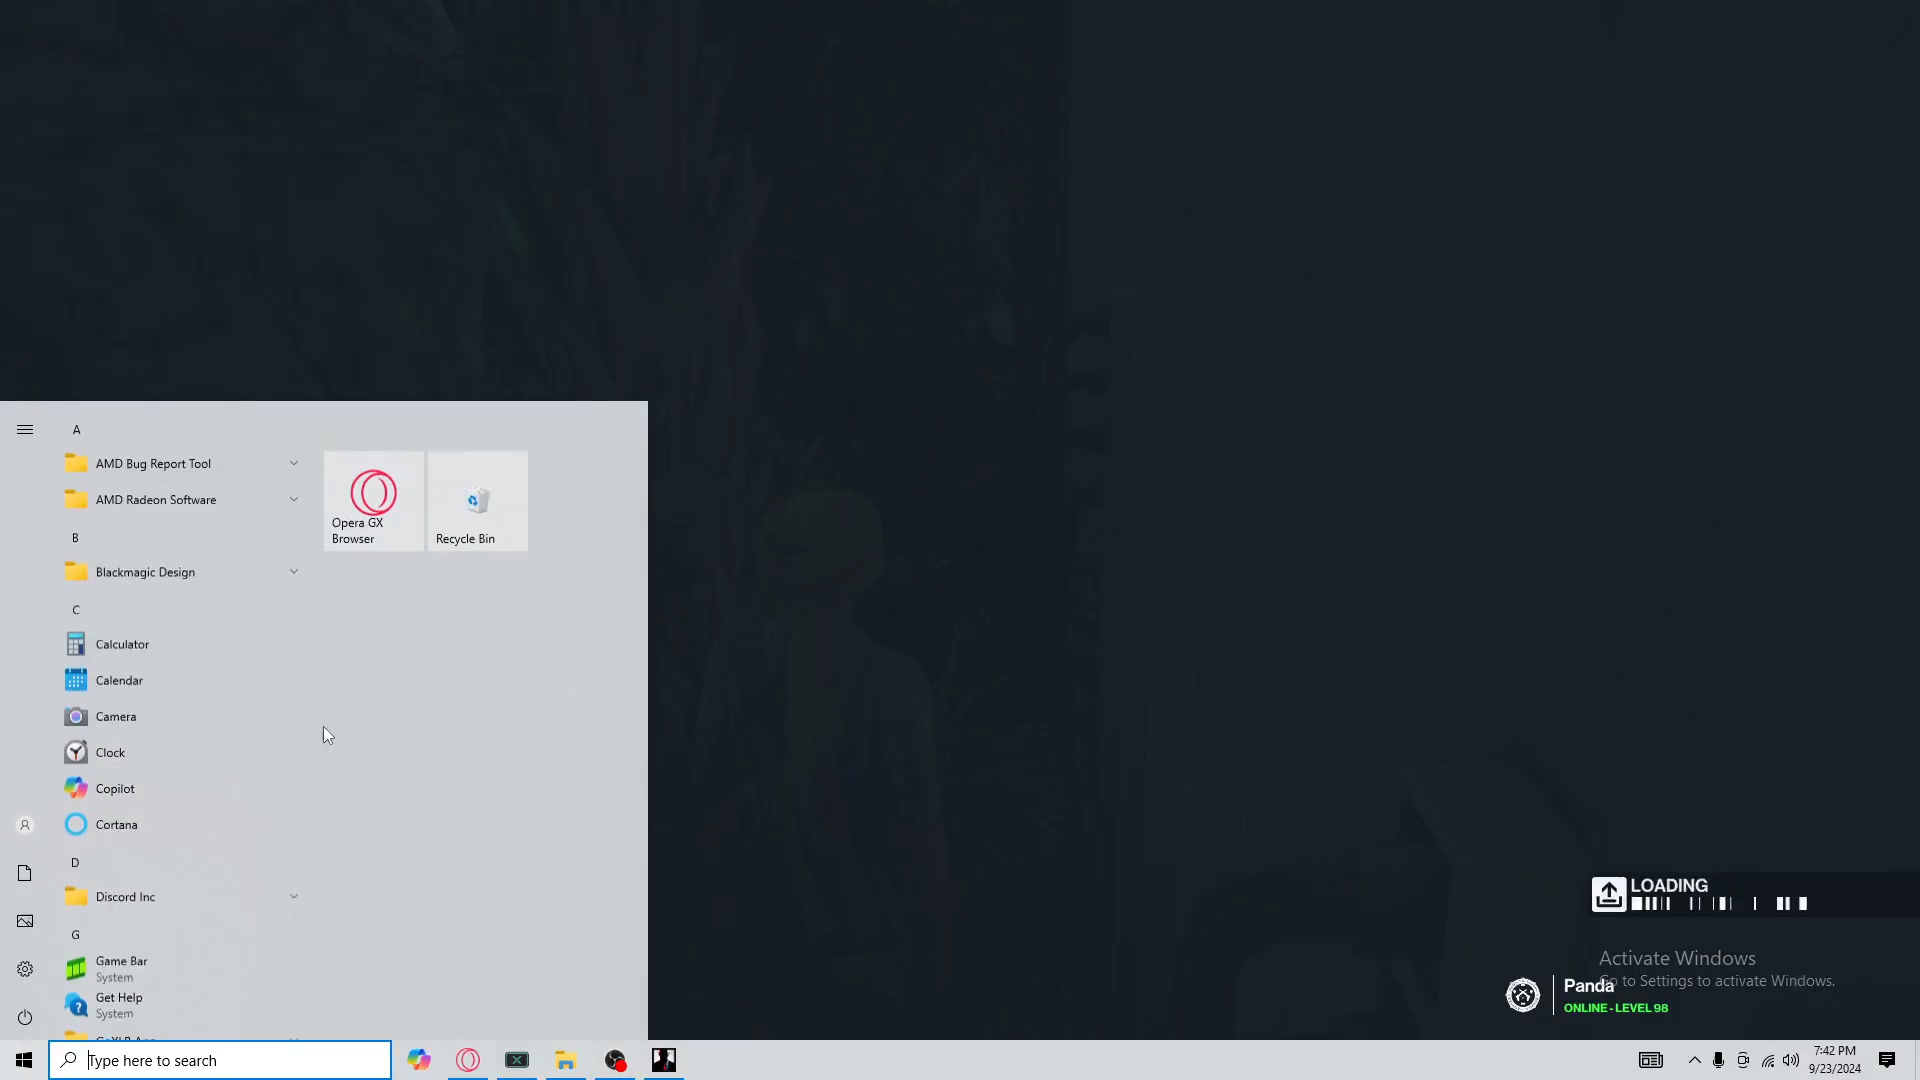 A
AMD Bug Report Tool
AMD Radeon Software
B
Blackmagic Design
C
Calculator
Calendar
Camera
Clock
Copilot
Cortana
D
Discord Inc
G
Game Bar
System
Get Help
System
Opera GX
Browser
Recycle Bin
LOADING
Activate Windows
Go to Settings to activate Windows.
Panda
ONLINE - LEVEL 98
Type here to search
7:42 PM
9/23/2024